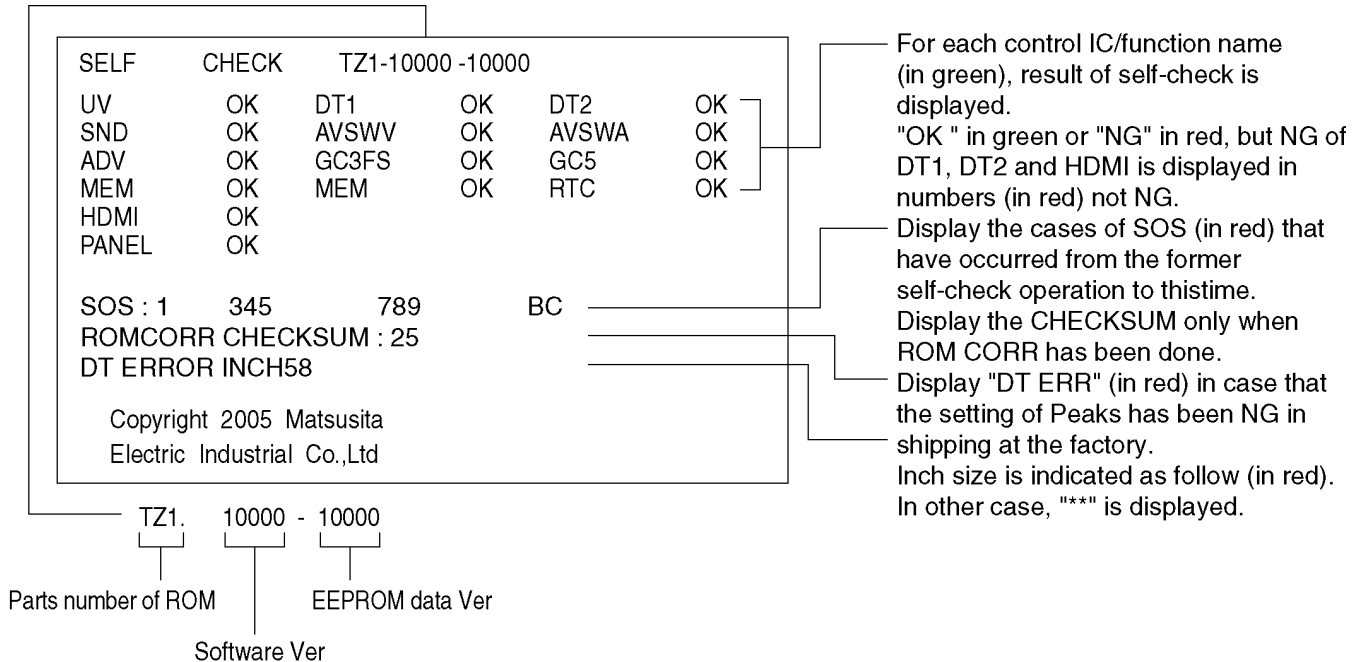 SELF CHECK TZ1-10000 -10000
UV OK DT1 OK DT2 OK
SND OK AVSWV OK AVSWA OK
ADV OK GC3FS OK GC5 OK
MEM OK MEM OK RTC OK
HDMI OK
PANEL OK
SOS : 1 345 789 BC
ROMCORR CHECKSUM : 25
DT ERROR INCH58
Copyright 2005 Matsusita
Electric Industrial Co.,Ltd
TZ1. 10000 - 10000
Parts number of ROM EEPROM data Ver
Software Ver
For each control IC/function name
(in green), result of self-check is
displayed.
"OK " in green or "NG" in red, but NG of
DT1, DT2 and HDMI is displayed in
numbers (in red) not NG.
Display the cases of SOS (in red) that
have occurred from the former
self-check operation to thistime.
Display the CHECKSUM only when
ROM CORR has been done.
Display "DT ERR" (in red) in case that
the setting of Peaks has been NG in
shipping at the factory.
Inch size is indicated as follow (in red).
In other case, "**" is displayed.